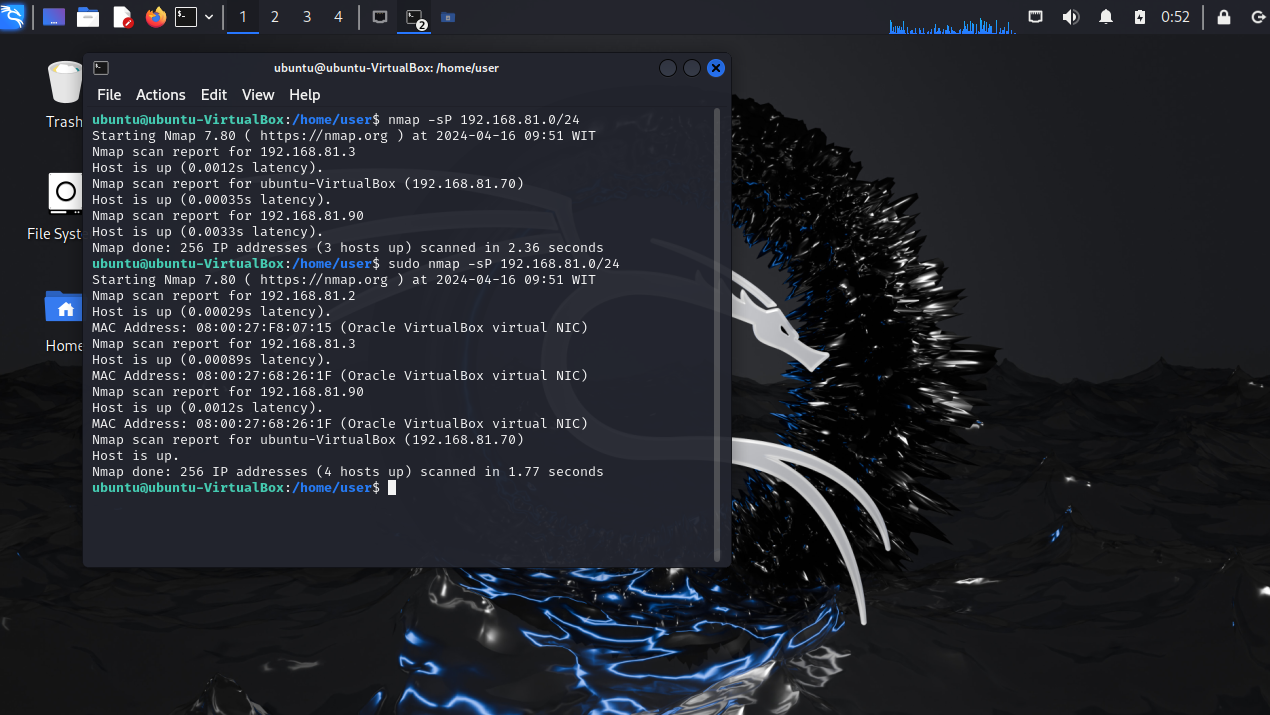 1 2 3 4
2
0:52
ubuntu@ubuntu-VirtualBox: /home/user
File Actions Edit View Help
ubuntu@ubuntu-VirtualBox:/home/user$ nmap -sP 192.168.81.0/24
Starting Nmap 7.80 ( https://nmap.org ) at 2024-04-16 09:51 WIT
Nmap scan report for 192.168.81.3
Host is up (0.0012s latency).
Nmap scan report for ubuntu-VirtualBox (192.168.81.70)
Host is up (0.00035s latency).
Nmap scan report for 192.168.81.90
Host is up (0.0033s latency).
Nmap done: 256 IP addresses (3 hosts up) scanned in 2.36 seconds
ubuntu@ubuntu-VirtualBox:/home/user$ sudo nmap -sP 192.168.81.0/24
Starting Nmap 7.80 ( https://nmap.org ) at 2024-04-16 09:51 WIT
Nmap scan report for 192.168.81.2
Host is up (0.00029s latency).
MAC Address: 08:00:27:F8:07:15 (Oracle VirtualBox virtual NIC)
Nmap scan report for 192.168.81.3
Host is up (0.00089s latency).
MAC Address: 08:00:27:68:26:1F (Oracle VirtualBox virtual NIC)
Nmap scan report for 192.168.81.90
Host is up (0.0012s latency).
MAC Address: 08:00:27:68:26:1F (Oracle VirtualBox virtual NIC)
Nmap scan report for ubuntu-VirtualBox (192.168.81.70)
Host is up.
Nmap done: 256 IP addresses (4 hosts up) scanned in 1.77 seconds
ubuntu@ubuntu-VirtualBox:/home/user$
Trash
File Syst
Home